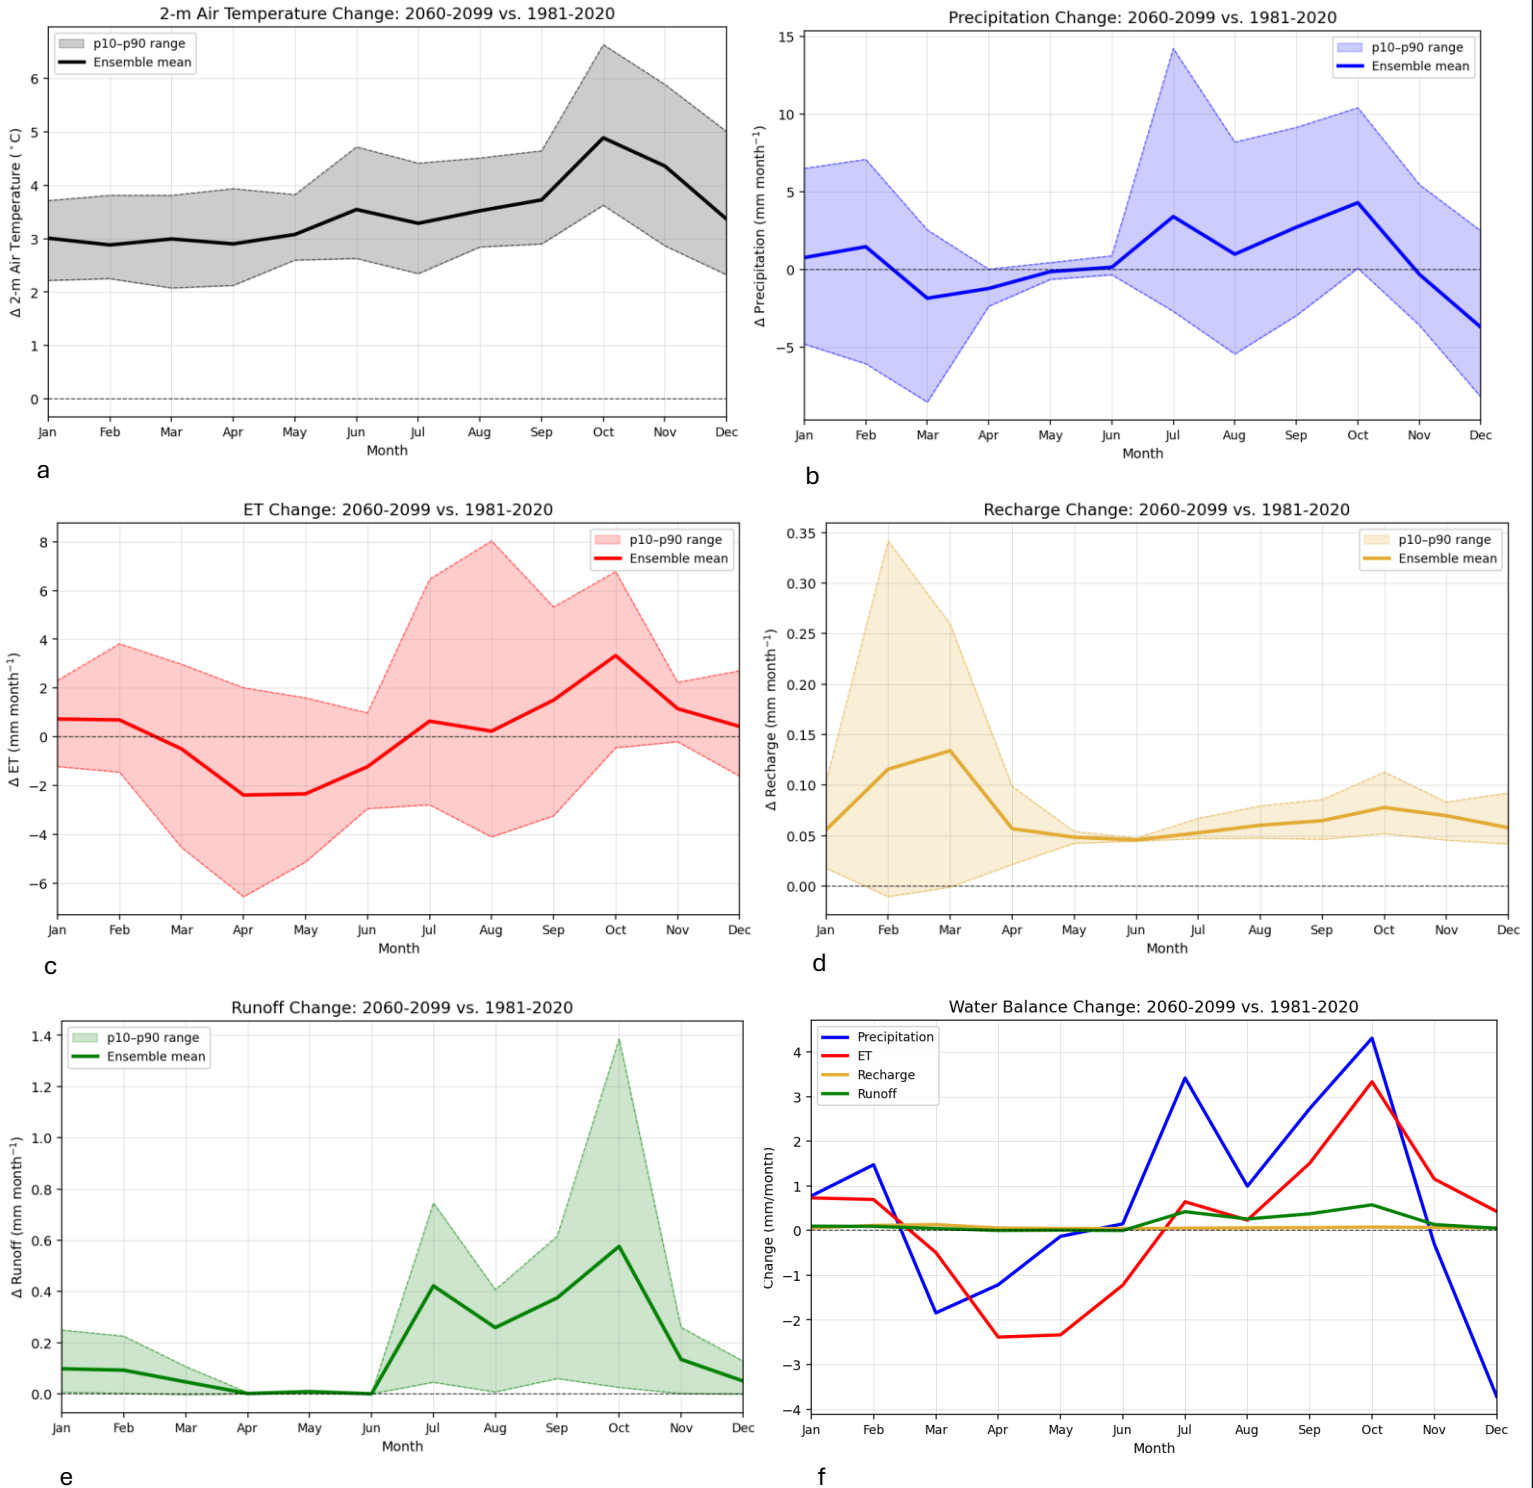 2-m Air Temperature Change: 2060-2099 vs. 1981-2020
p10–p90 range
Ensemble mean
Δ 2-m Air Temperature (°C)
6
5
4
3
2
1
0
Jan Feb Mar Apr May Jun Jul Aug Sep Oct Nov Dec
Month
a
Precipitation Change: 2060-2099 vs. 1981-2020
p10–p90 range
Ensemble mean
Δ Precipitation (mm month⁻¹)
15
10
5
0
−5
Jan Feb Mar Apr May Jun Jul Aug Sep Oct Nov Dec
Month
b
ET Change: 2060-2099 vs. 1981-2020
p10–p90 range
Ensemble mean
Δ ET (mm month⁻¹)
8
6
4
2
0
−2
−4
−6
Jan Feb Mar Apr May Jun Jul Aug Sep Oct Nov Dec
Month
c
Recharge Change: 2060-2099 vs. 1981-2020
p10–p90 range
Ensemble mean
Δ Recharge (mm month⁻¹)
0.35
0.30
0.25
0.20
0.15
0.10
0.05
0.00
Jan Feb Mar Apr May Jun Jul Aug Sep Oct Nov Dec
Month
d
Runoff Change: 2060-2099 vs. 1981-2020
p10–p90 range
Ensemble mean
Δ Runoff (mm month⁻¹)
1.4
1.2
1.0
0.8
0.6
0.4
0.2
0.0
Jan Feb Mar Apr May Jun Jul Aug Sep Oct Nov Dec
Month
e
Water Balance Change: 2060-2099 vs. 1981-2020
Precipitation
ET
Recharge
Runoff
Change (mm/month)
4
3
2
1
0
−1
−2
−3
−4
Jan Feb Mar Apr May Jun Jul Aug Sep Oct Nov Dec
Month
f